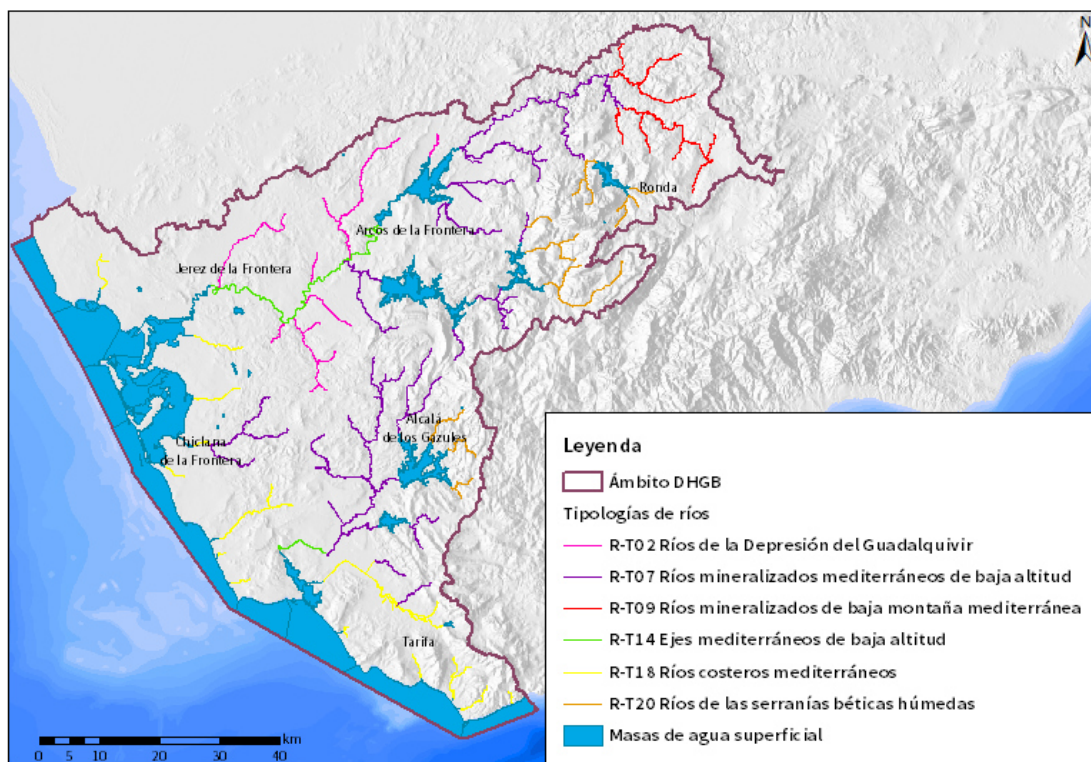 N
Ronda
Arcos de la Frontera
Jerez de la Frontera
Alcalá
de los Gazules
Chiclana
de la Frontera
Tarifa
km
0 5 10 20 30 40
Leyenda
Ámbito DHGB
Tipologías de ríos
R-T02 Ríos de la Depresión del Guadalquivir
R-T07 Ríos mineralizados mediterráneos de baja altitud
R-T09 Ríos mineralizados de baja montaña mediterránea
R-T14 Ejes mediterráneos de baja altitud
R-T18 Ríos costeros mediterráneos
R-T20 Ríos de las serranías béticas húmedas
Masas de agua superficial